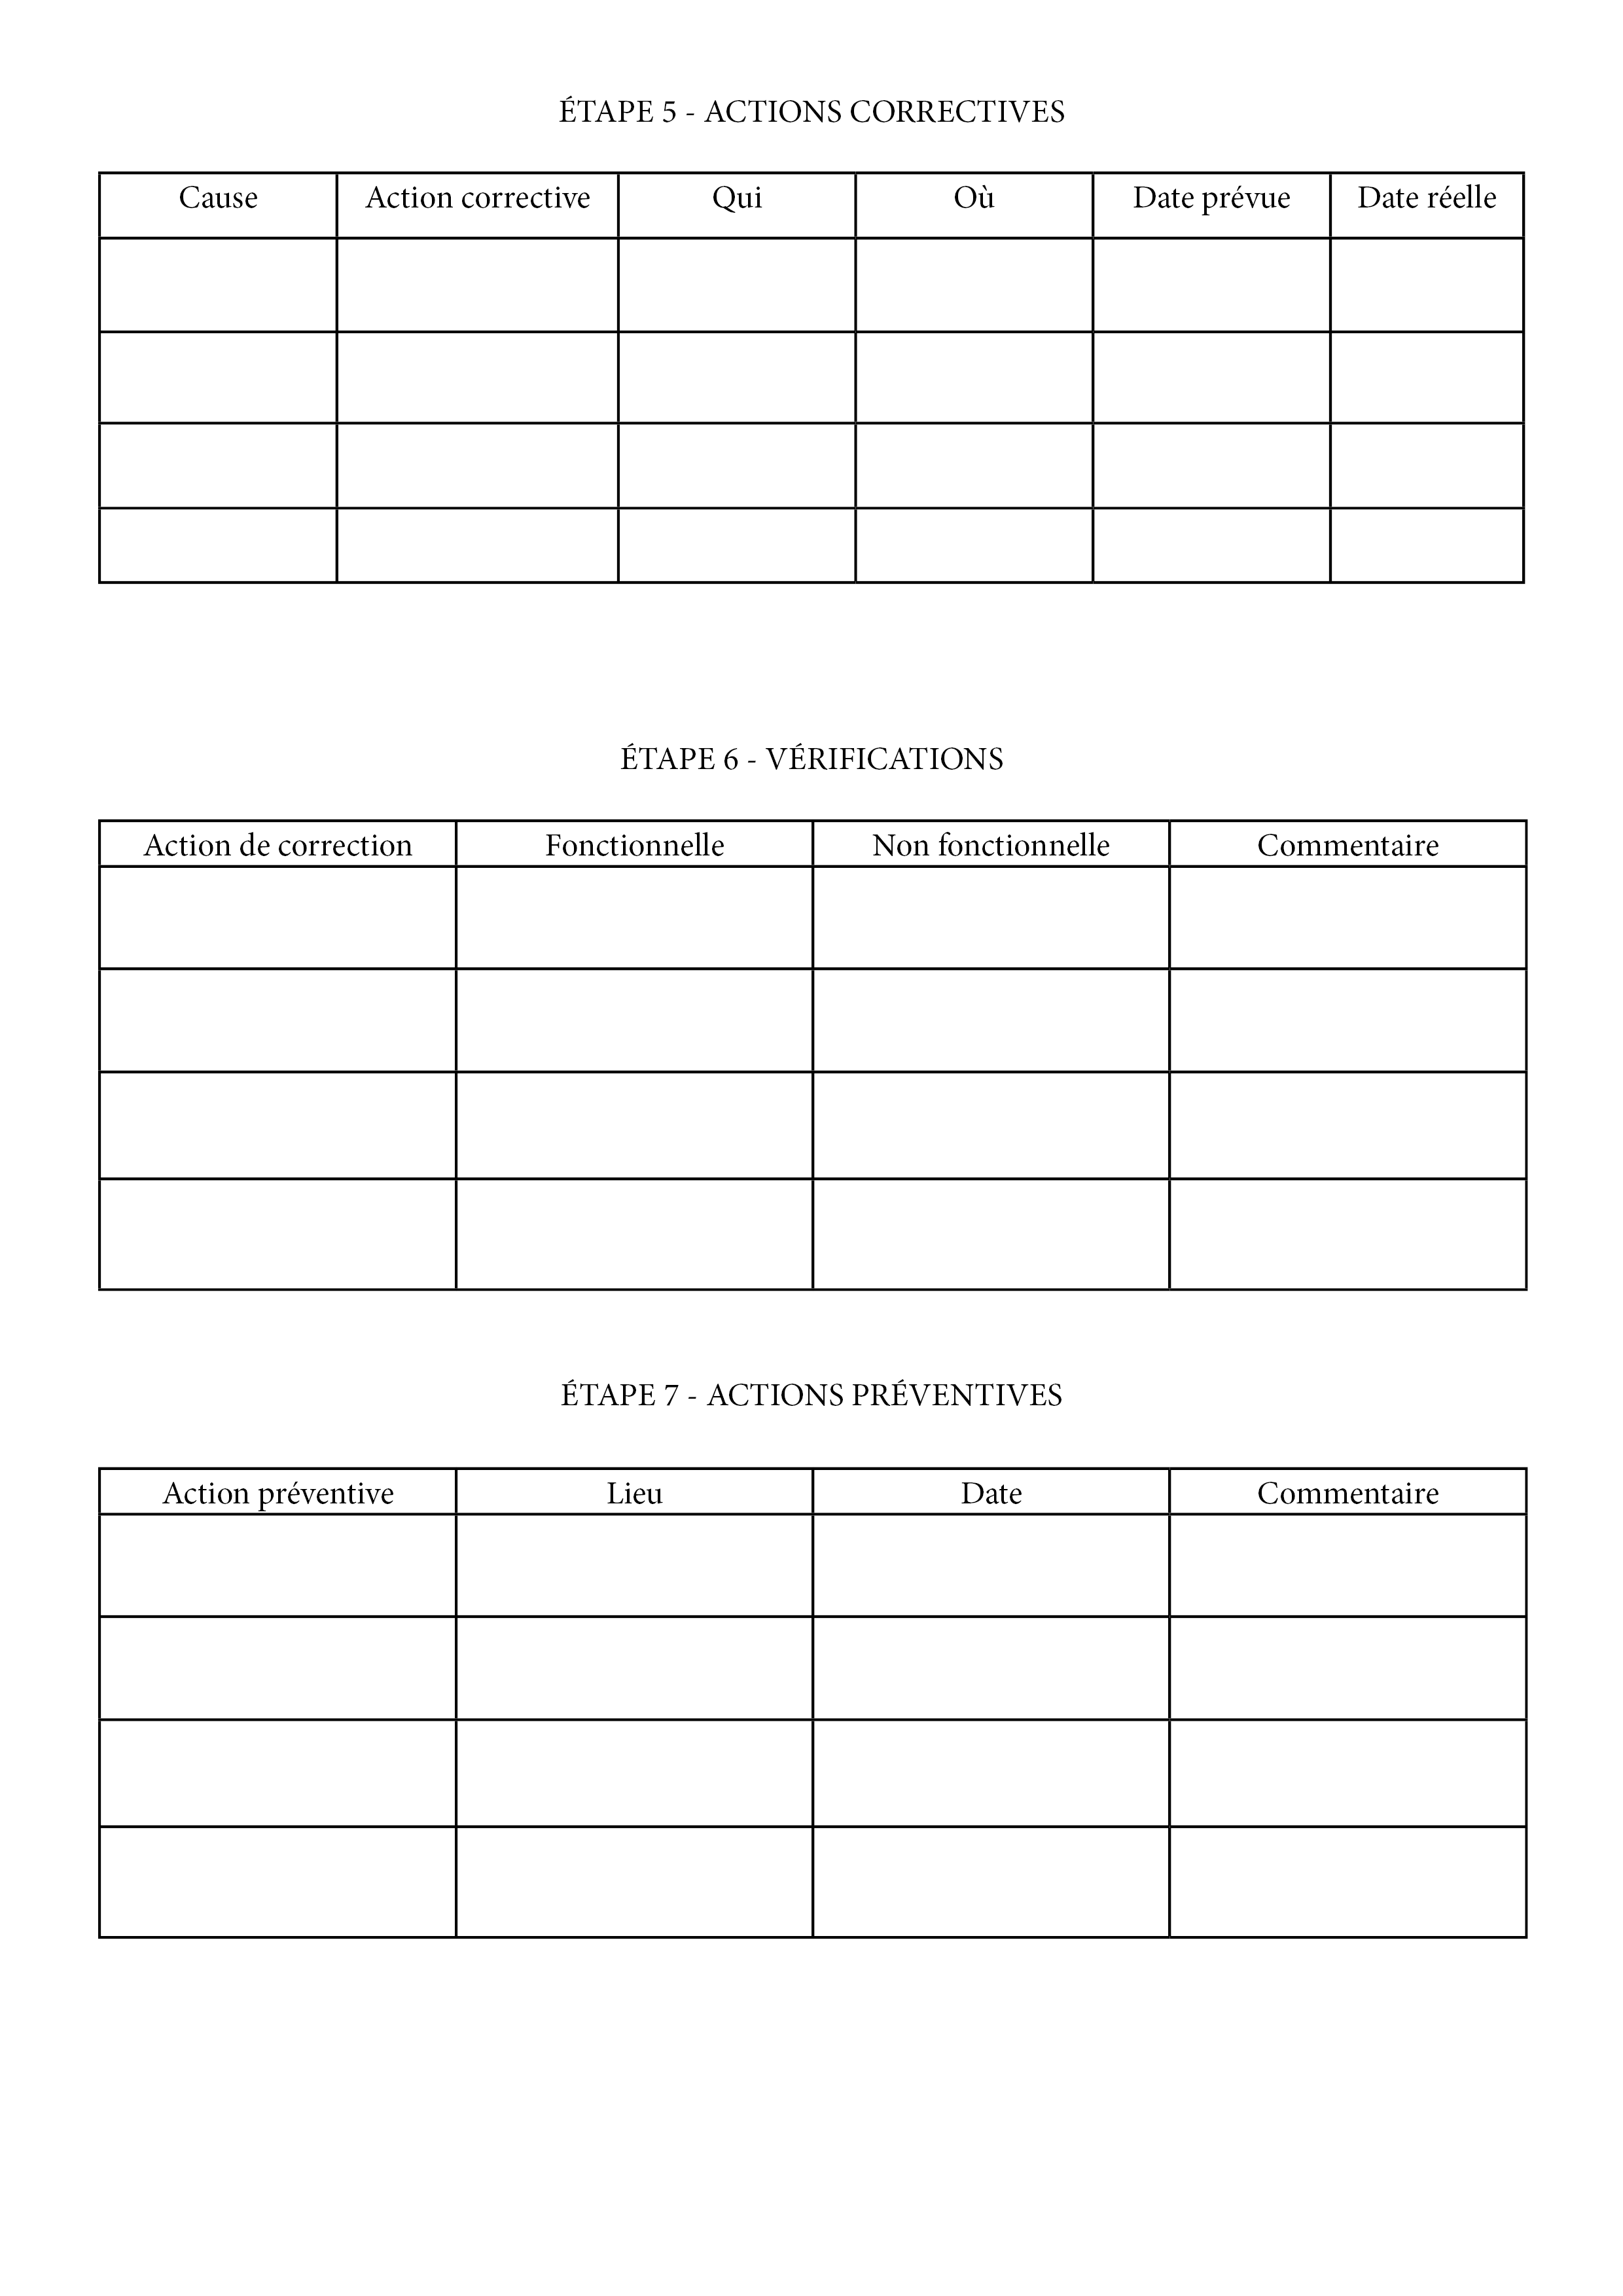 ÉTAPE 5 - ACTIONS CORRECTIVES
Cause Action corrective Qui Où Date prévue Date réelle
ÉTAPE 6 - VÉRIFICATIONS
Action de correction Fonctionnelle Non fonctionnelle Commentaire
ÉTAPE 7 - ACTIONS PRÉVENTIVES
Action préventive Lieu Date Commentaire